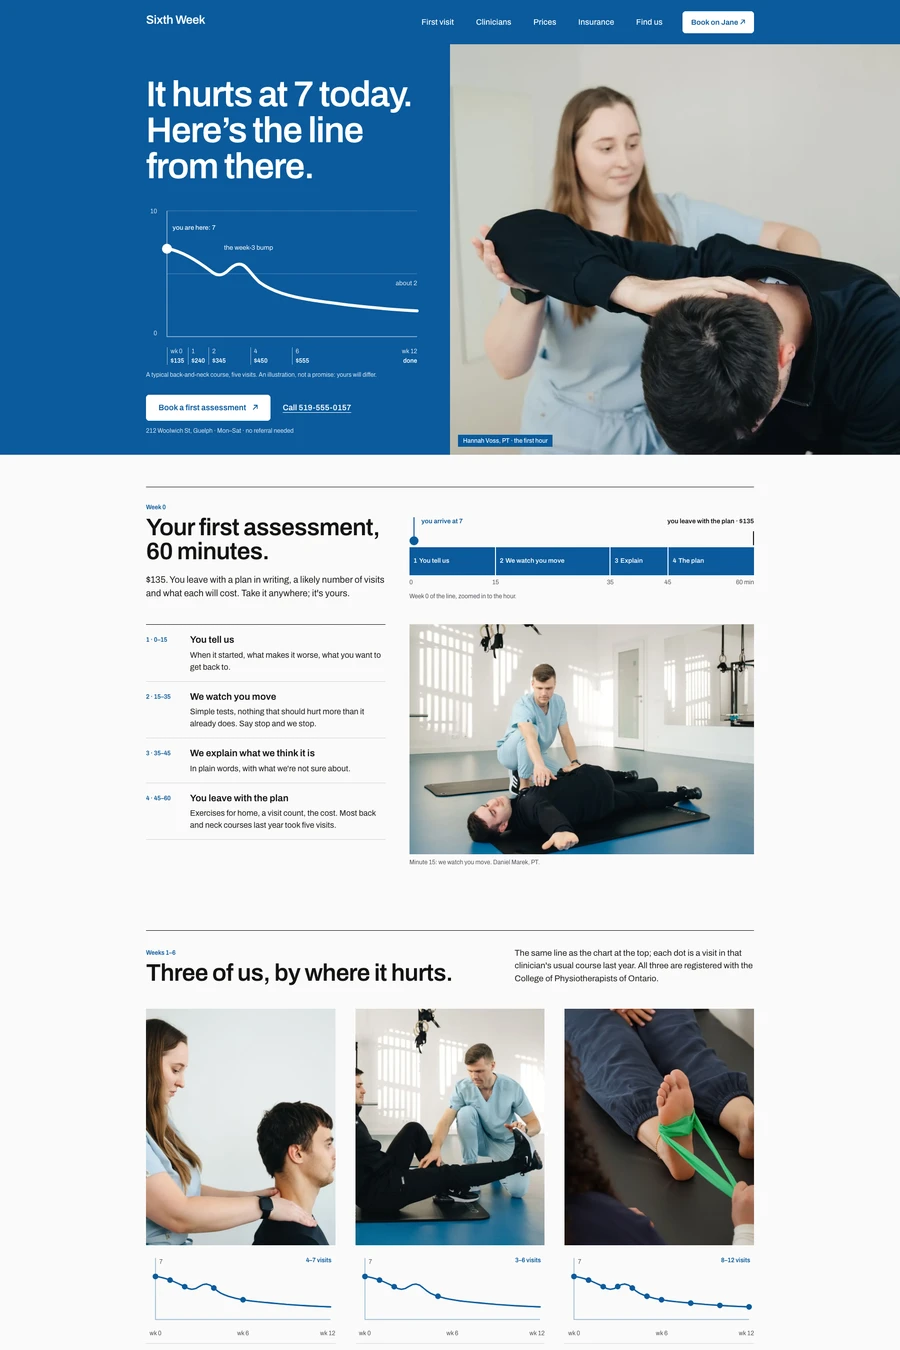 Sixth Week
First visit
Clinicians
Prices
Insurance
Find us
Book on Jane ↗
It hurts at 7 today.
Here’s the line
from there.
10
you are here: 7
the week-3 bump
about 2
0
wk 0
1
2
4
6
wk 12
$135
$240
$345
$450
$555
done
A typical back-and-neck course, five visits. An illustration, not a promise: yours will differ.
Book a first assessment ↗
Call 519-555-0157
212 Woolwich St, Guelph · Mon–Sat · no referral needed
Hannah Voss, PT · the first hour
Week 0
Your first assessment,
60 minutes.
$135. You leave with a plan in writing, a likely number of visits
and what each will cost. Take it anywhere; it's yours.
you arrive at 7
you leave with the plan · $135
1 You tell us
2 We watch you move
3 Explain
4 The plan
0
15
35
45
60 min
Week 0 of the line, zoomed in to the hour.
1 · 0–15
You tell us
When it started, what makes it worse, what you want to
get back to.
2 · 15–35
We watch you move
Simple tests, nothing that should hurt more than it
already does. Say stop and we stop.
3 · 35–45
We explain what we think it is
In plain words, with what we're not sure about.
4 · 45–60
You leave with the plan
Exercises for home, a visit count, the cost. Most back
and neck courses last year took five visits.
Minute 15: we watch you move. Daniel Marek, PT.
Weeks 1–6
Three of us, by where it hurts.
The same line as the chart at the top; each dot is a visit in that
clinician's usual course last year. All three are registered with the
College of Physiotherapists of Ontario.
7
4–7 visits
wk 0
wk 6
wk 12
7
3–6 visits
wk 0
wk 6
wk 12
7
8–12 visits
wk 0
wk 6
wk 12